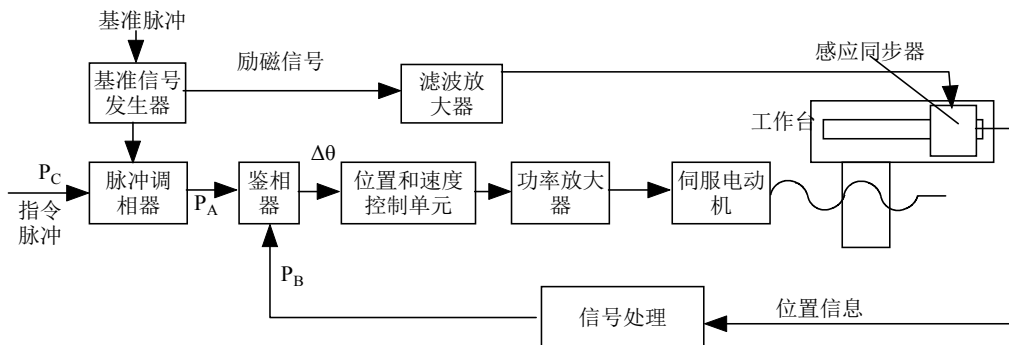 基准脉冲
励磁信号
感应同步器
基准信号
发生器
滤波放
大器
工作台
P_C
指令
脉冲
脉冲调
相器
P_A
鉴相
器
Δθ
位置和速度
控制单元
功率放大
器
伺服电动
机
P_B
信号处理
位置信息